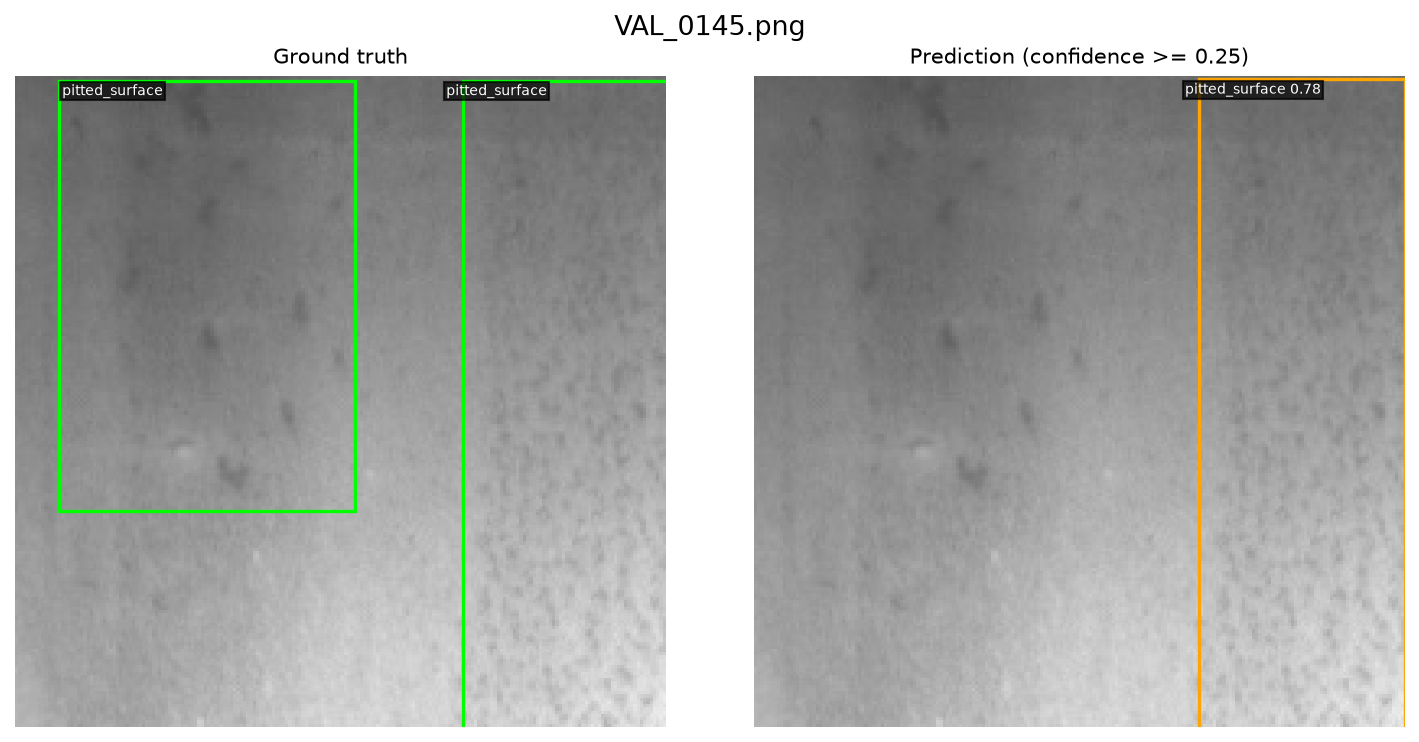 VAL_0145.png
Ground truth
Prediction (confidence >= 0.25)
pitted_surface
pitted_surface
pitted_surface 0.78